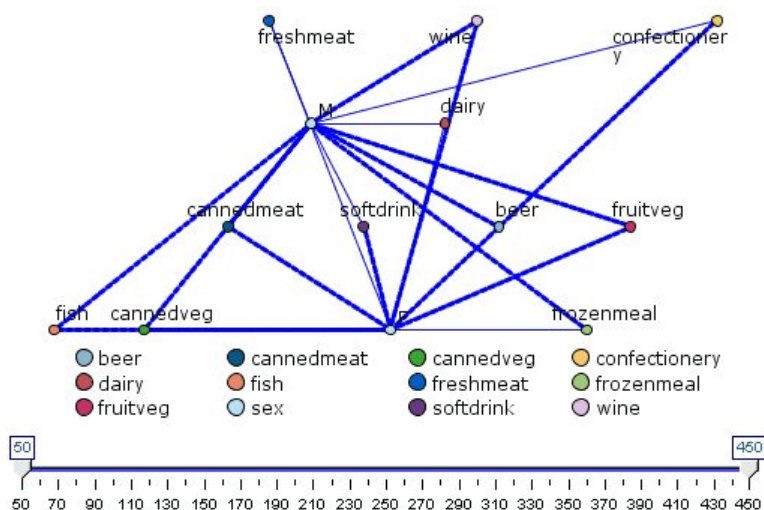 freshmeat
wine
confectioner
y
M
dairy
cannedmeat
softdrink
beer
fruitveg
fish
cannedveg
F
frozenmeal
beer cannedmeat cannedveg confectionery
dairy fish freshmeat frozenmeal
fruitveg sex softdrink wine
50 450
50 70 90 110 130 150 170 190 210 230 250 270 290 310 330 350 370 390 410 430 450